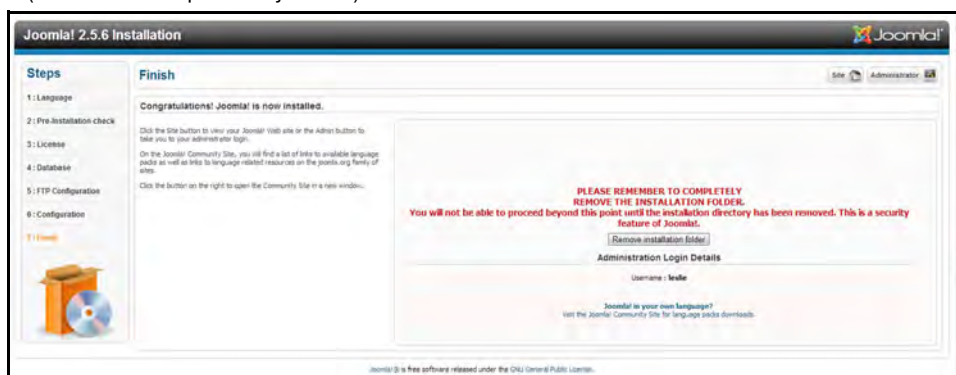 Joomla! 2.5.6 Installation
Joomla!
Steps
Finish
Site
Administrator
1 : Language
2 : Pre-Installation check
3 : License
4 : Database
5 : FTP Configuration
6 : Configuration
7 : Finish
Congratulations! Joomla! is now installed.
Click the Site button to view your Joomla! Web site or the Admin button to
take you to your administrator login.
On the Joomla! Community Site, you will find a list of links to available language
packs as well as links to language related resources on the joomla.org family of
sites.
Click the button on the right to open the Community Site in a new window.
PLEASE REMEMBER TO COMPLETELY
REMOVE THE INSTALLATION FOLDER.
You will not be able to proceed beyond this point until the installation directory has been removed. This is a security
feature of Joomla!.
Remove installation folder
Administration Login Details
Username : leslie
Joomla! in your own language?
Visit the Joomla! Community Site for language packs downloads.
Joomla!® is free software released under the GNU General Public License.